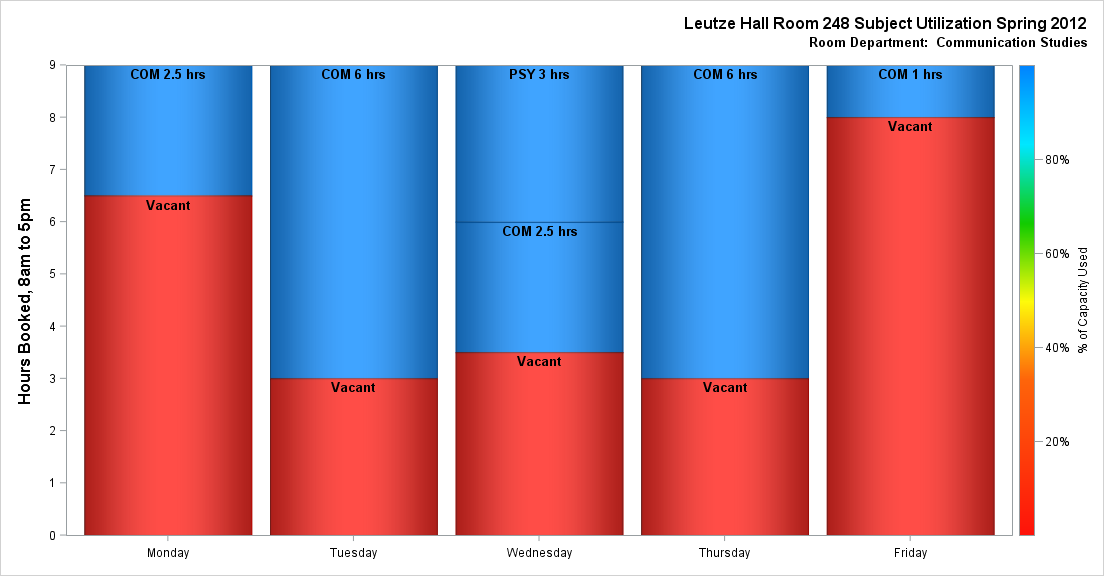 Leutze Hall Room 248 Subject Utilization Spring 2012
Room Department:  Communication Studies
Hours Booked, 8am to 5pm
9
8
7
6
5
4
3
2
1
0
COM 2.5 hrs
Vacant
COM 6 hrs
Vacant
PSY 3 hrs
COM 2.5 hrs
Vacant
COM 6 hrs
Vacant
COM 1 hrs
Vacant
Monday
Tuesday
Wednesday
Thursday
Friday
80%
60%
40%
20%
% of Capacity Used